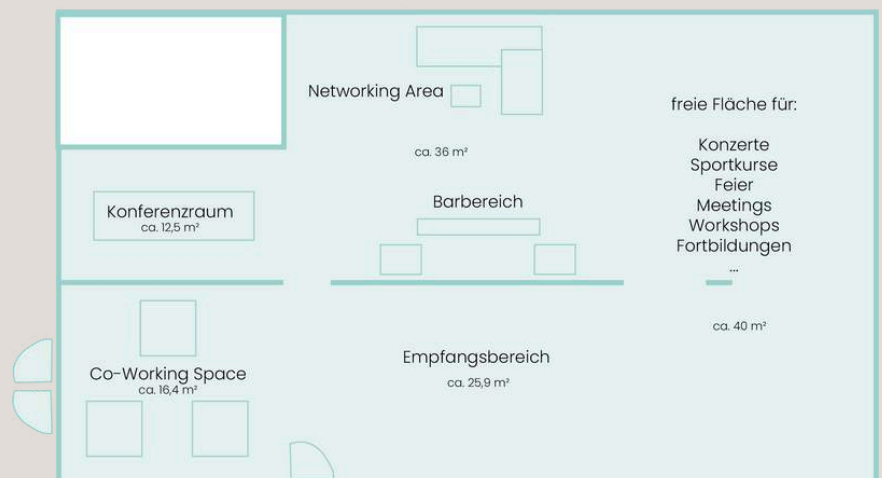 Networking Area
ca. 36 m²
freie Fläche für:
Konzerte
Sportkurse
Feier
Meetings
Workshops
Fortbildungen
...
ca. 40 m²
Konferenzraum
ca. 12,5 m²
Barbereich
Co-Working Space
ca. 16,4 m²
Empfangsbereich
ca. 25,9 m²